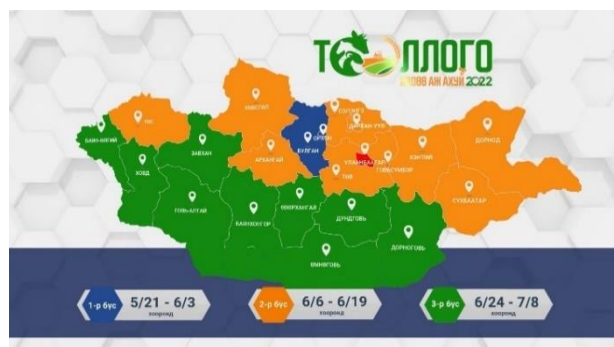 ТООЛЛОГО
ХӨДӨӨ АЖ АХУЙ 2022
ХӨВСГӨЛ
СЭЛЭНГЭ
БАЯН-ӨЛГИЙ
УВС
ОРХОН
ДАРХАН-УУЛ
ЗАВХАН
БУЛГАН
ХЭНТИЙ
ДОРНОД
ХОВД
АРХАНГАЙ
УЛААНБААТАР
ТӨВ
ГОВЬСҮМБЭР
ГОВЬ-АЛТАЙ
СҮХБААТАР
БАЯНХОНГОР
ӨВӨРХАНГАЙ
ДУНДГОВЬ
ДОРНОГОВЬ
ӨМНӨГОВЬ
1-р бүс 5/21 - 6/3
хооронд
2-р бүс 6/6 - 6/19
хооронд
3-р бүс 6/24 - 7/8
хооронд